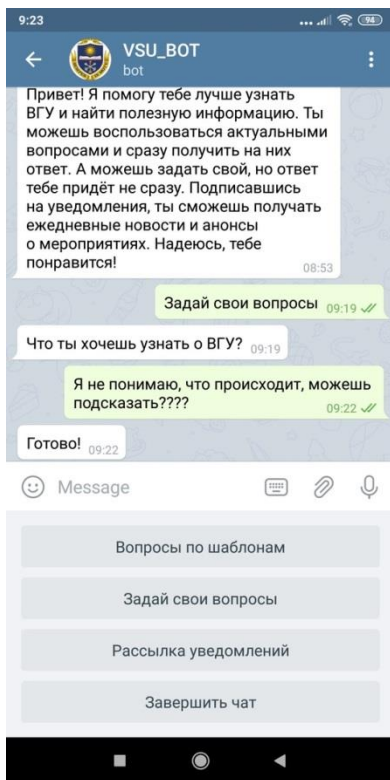 9:23
94
VSU_BOT
bot
Привет! Я помогу тебе лучше узнать
ВГУ и найти полезную информацию. Ты
можешь воспользоваться актуальными
вопросами и сразу получить на них
ответ. А можешь задать свой, но ответ
тебе придёт не сразу. Подписавшись
на уведомления, ты сможешь получать
ежедневные новости и анонсы
о мероприятиях. Надеюсь, тебе
понравится!
08:53
Задай свои вопросы 09:19
Что ты хочешь узнать о ВГУ? 09:19
Я не понимаю, что происходит, можешь
подсказать????
09:22
Готово! 09:22
Message
Вопросы по шаблонам
Задай свои вопросы
Рассылка уведомлений
Завершить чат